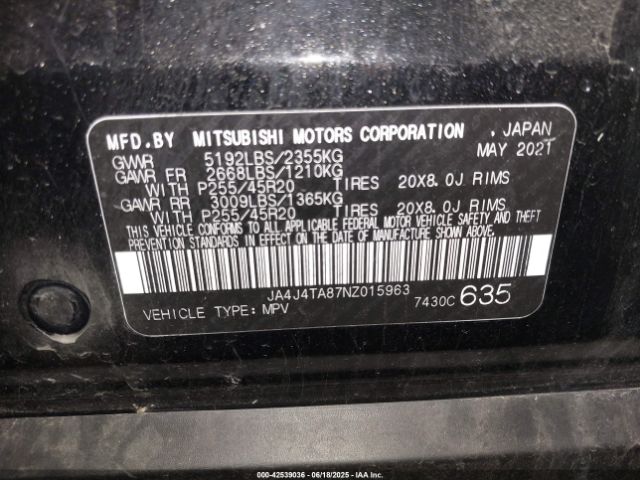 MFD.BY MITSUBISHI MOTORS CORPORATION , JAPAN
GVWR 5192LBS/2355KG MAY 2021
GAWR FR 2668LBS/1210KG
WITH P255/45R20 TIRES 20X8.0J RIMS
GAWR RR 3009LBS/1365KG
WITH P255/45R20 TIRES 20X8.0J RIMS
THIS VEHICLE CONFORMS TO ALL APPLICABLE FEDERAL MOTOR VEHICLE SAFETY AND THEFT
PREVENTION STANDARDS IN EFFECT ON THE DATE OF MANUFACTURE SHOWN ABOVE.
JA4J4TA87NZ015963
VEHICLE TYPE: MPV 7430C 635
000-42539036 - 06/18/2025 - IAA Inc.